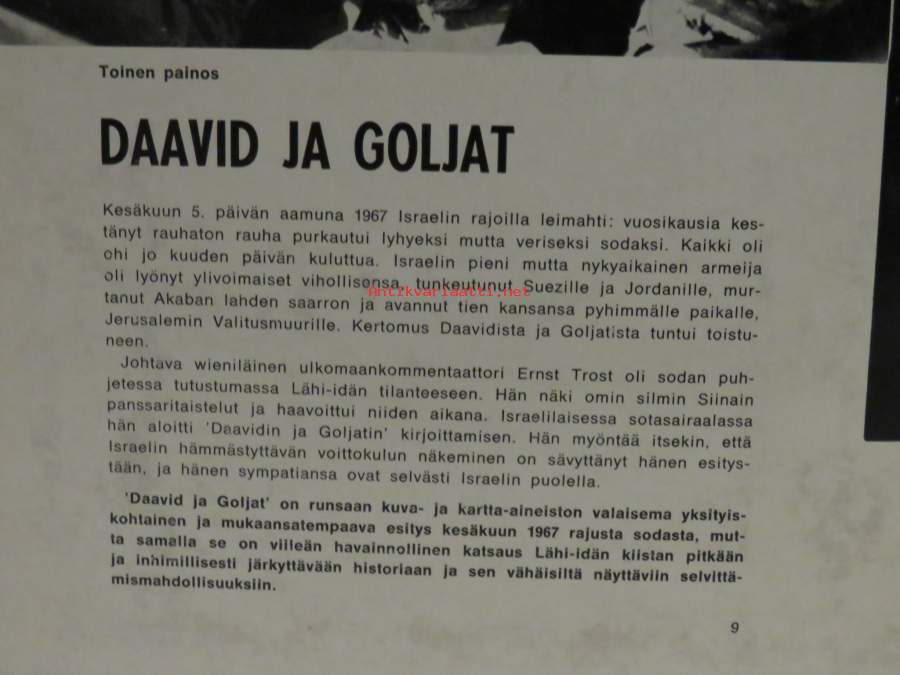 Toinen painos
DAAVID JA GOLJAT
Kesäkuun 5. päivän aamuna 1967 Israelin rajoilla leimahti: vuosikausia kes-
tänyt rauhaton rauha purkautui lyhyeksi mutta veriseksi sodaksi. Kaikki oli
ohi jo kuuden päivän kuluttua. Israelin pieni mutta nykyaikainen armeija
oli lyönyt ylivoimaiset vihollisensa, tunkeutunut Suezille ja Jordanille, mur-
antikvariaatti.net
tanut Akaban lahden saarron ja avannut tien kansansa pyhimmälle paikalle,
Jerusalemin Valitusmuurille. Kertomus Daavidista ja Goljatista tuntui toistu-
neen.
Johtava wieniläinen ulkomaankommentaattori Ernst Trost oli sodan puh-
jetessa tutustumassa Lähi-idän tilanteeseen. Hän näki omin silmin Siinain
panssaritaistelut ja haavoittui niiden aikana. Israelilaisessa sotasairaalassa
hän aloitti 'Daavidin ja Goljatin' kirjoittamisen. Hän myöntää itsekin, että
Israelin hämmästyttävän voittokulun näkeminen on sävyttänyt hänen esitys-
tään, ja hänen sympatiansa ovat selvästi Israelin puolella.
'Daavid ja Goljat' on runsaan kuva- ja kartta-aineiston valaisema yksityis-
kohtainen ja mukaansatempaava esitys kesäkuun 1967 rajusta sodasta, mut-
ta samalla se on viileän havainnollinen katsaus Lähi-idän kiistan pitkään
ja inhimillisesti järkyttävään historiaan ja sen vähäisiltä näyttäviin selvittä-
mismahdollisuuksiin.
9